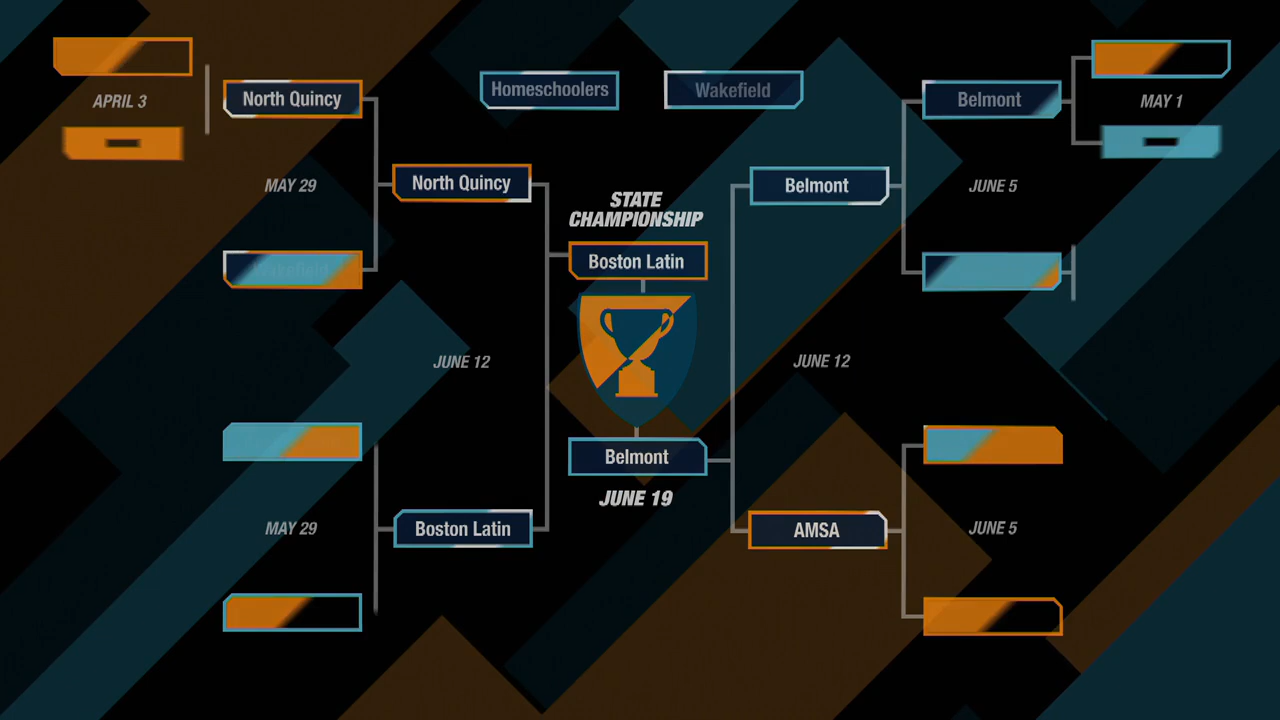 Homeschoolers
Wakefield
APRIL 3
North Quincy
MAY 29
Wakefield
North Quincy
JUNE 12
MAY 29
Boston Latin
STATE
CHAMPIONSHIP
Boston Latin
Belmont
JUNE 19
Belmont
JUNE 12
AMSA
Belmont
MAY 1
JUNE 5
JUNE 5